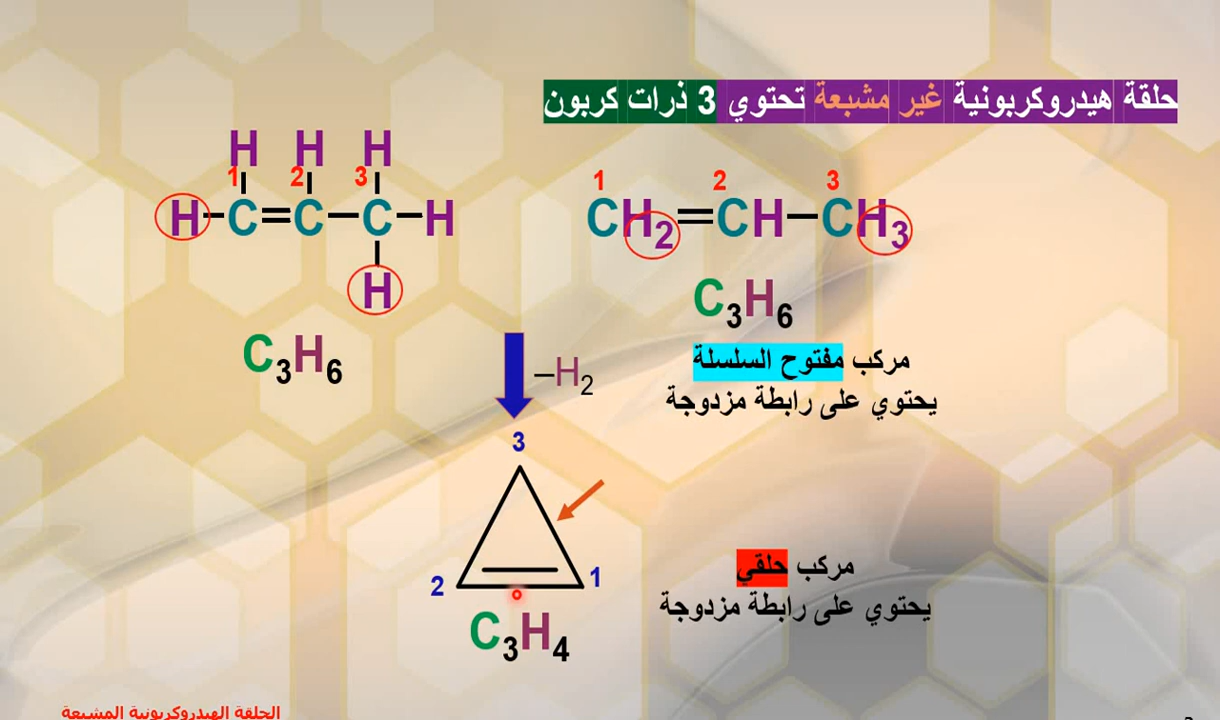 حلقة هيدروكربونية غير مشبعة تحتوي 3 ذرات كربون
H H H
1 2 3
H–C=C–C–H
H
C3H6
1 2 3
CH2=CH–CH3
C3H6
مركب مفتوح السلسلة
يحتوي على رابطة مزدوجة
–H2
3
2 1
C3H4
مركب حلقي
يحتوي على رابطة مزدوجة
الحلقة الهيدروكربونية المشبعة